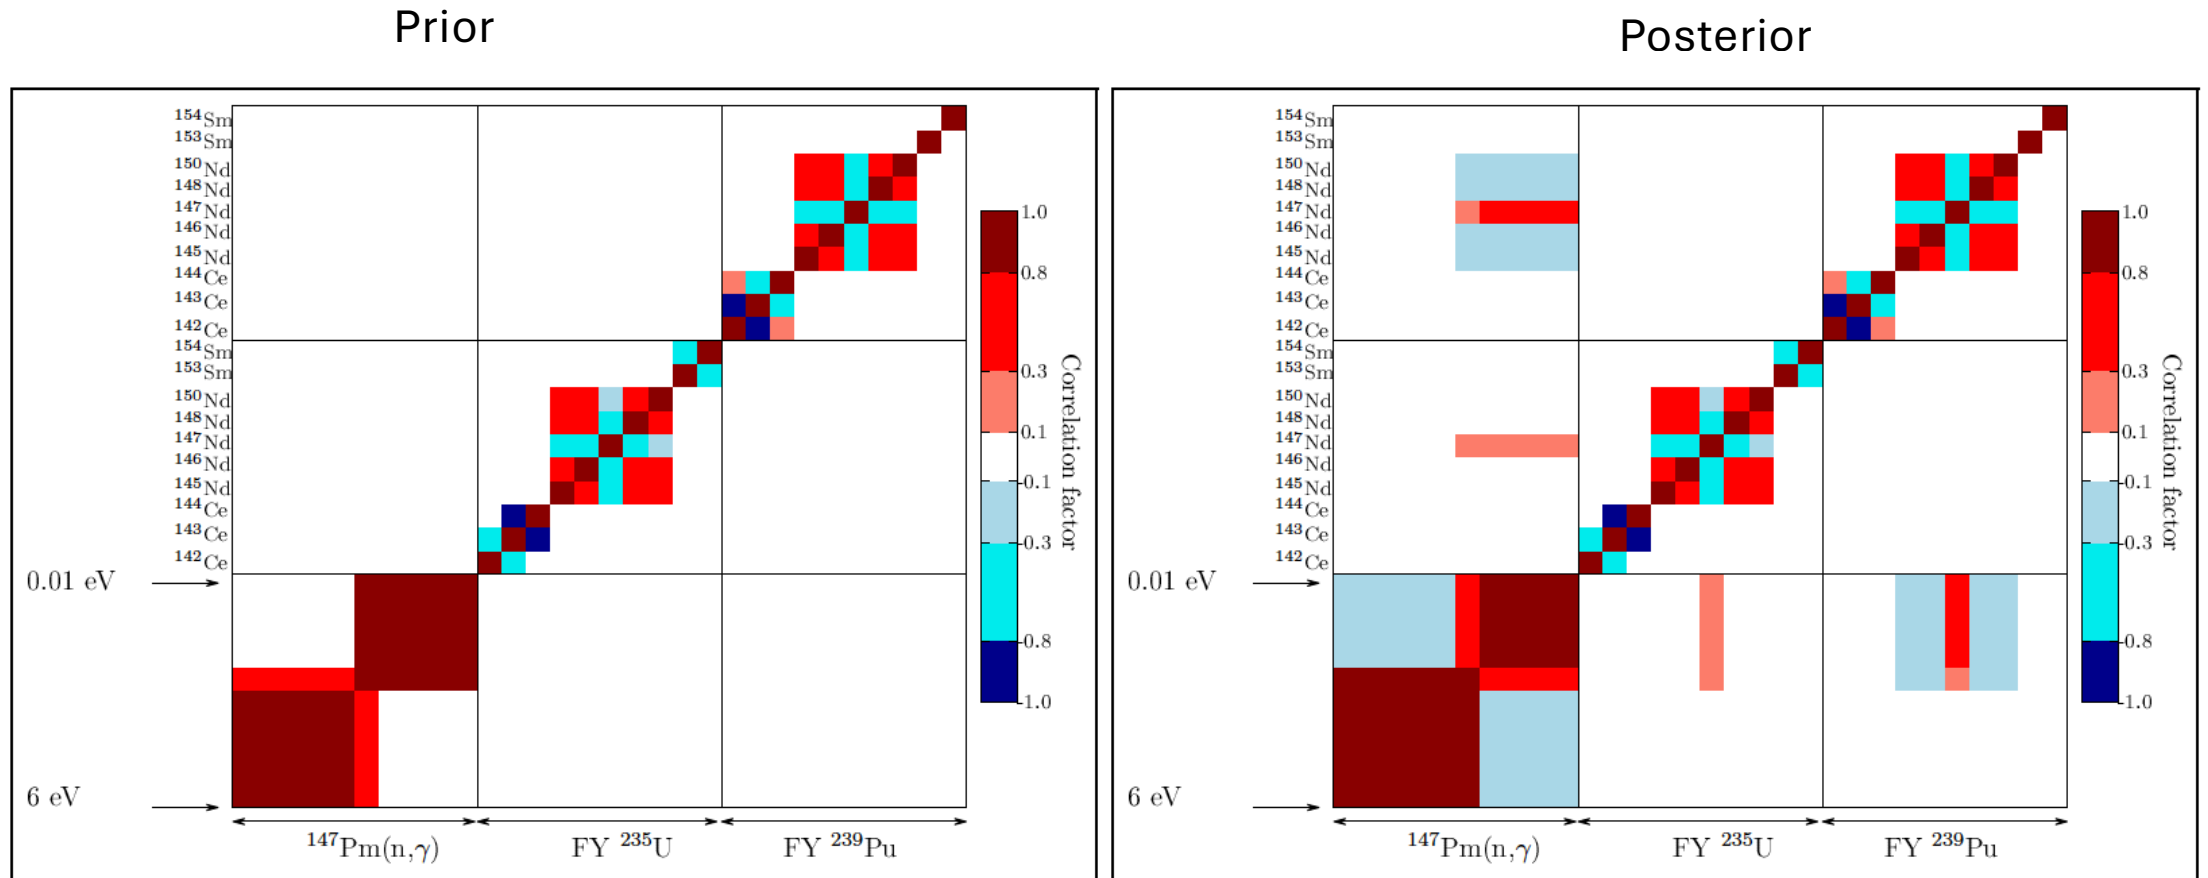 Prior
Posterior
¹⁵⁴Sm
¹⁵³Sm
¹⁵⁰Nd
¹⁴⁸Nd
¹⁴⁷Nd
¹⁴⁶Nd
¹⁴⁵Nd
¹⁴⁴Ce
¹⁴³Ce
¹⁴²Ce
¹⁵⁴Sm
¹⁵³Sm
¹⁵⁰Nd
¹⁴⁸Nd
¹⁴⁷Nd
¹⁴⁶Nd
¹⁴⁵Nd
¹⁴⁴Ce
¹⁴³Ce
¹⁴²Ce
0.01 eV
6 eV
¹⁴⁷Pm(n,γ)
FY ²³⁵U
FY ²³⁹Pu
1.0
0.8
0.3
0.1
-0.1
-0.3
-0.8
-1.0
Correlation factor
¹⁵⁴Sm
¹⁵³Sm
¹⁵⁰Nd
¹⁴⁸Nd
¹⁴⁷Nd
¹⁴⁶Nd
¹⁴⁵Nd
¹⁴⁴Ce
¹⁴³Ce
¹⁴²Ce
¹⁵⁴Sm
¹⁵³Sm
¹⁵⁰Nd
¹⁴⁸Nd
¹⁴⁷Nd
¹⁴⁶Nd
¹⁴⁵Nd
¹⁴⁴Ce
¹⁴³Ce
¹⁴²Ce
0.01 eV
6 eV
¹⁴⁷Pm(n,γ)
FY ²³⁵U
FY ²³⁹Pu
1.0
0.8
0.3
0.1
-0.1
-0.3
-0.8
-1.0
Correlation factor